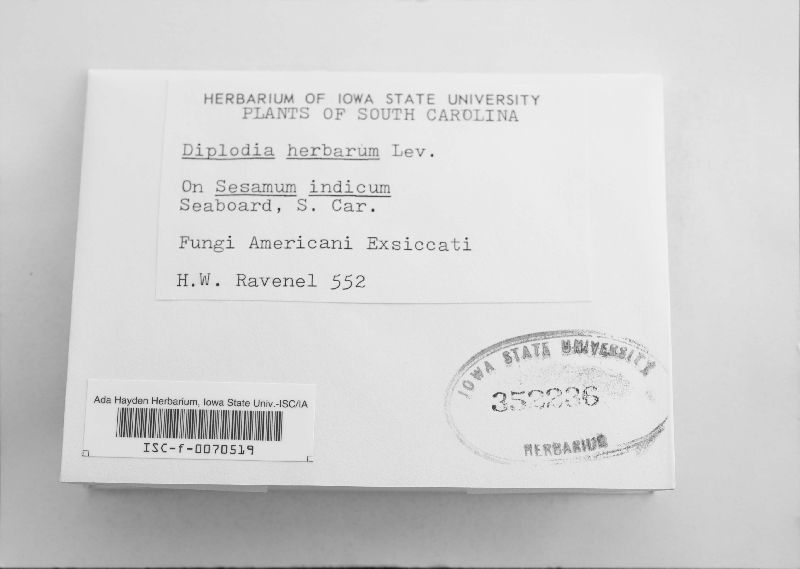 HERBARIUM OF IOWA STATE UNIVERSITY
PLANTS OF SOUTH CAROLINA
Diplodia herbarum Lev.
On Sesamum indicum
Seaboard, S. Car.
Fungi Americani Exsiccati
H.W. Ravenel 552
Ada Hayden Herbarium, Iowa State Univ.-ISC/IA
ISC-f-0070519
IOWA STATE UNIVERSITY
HERBARIUM